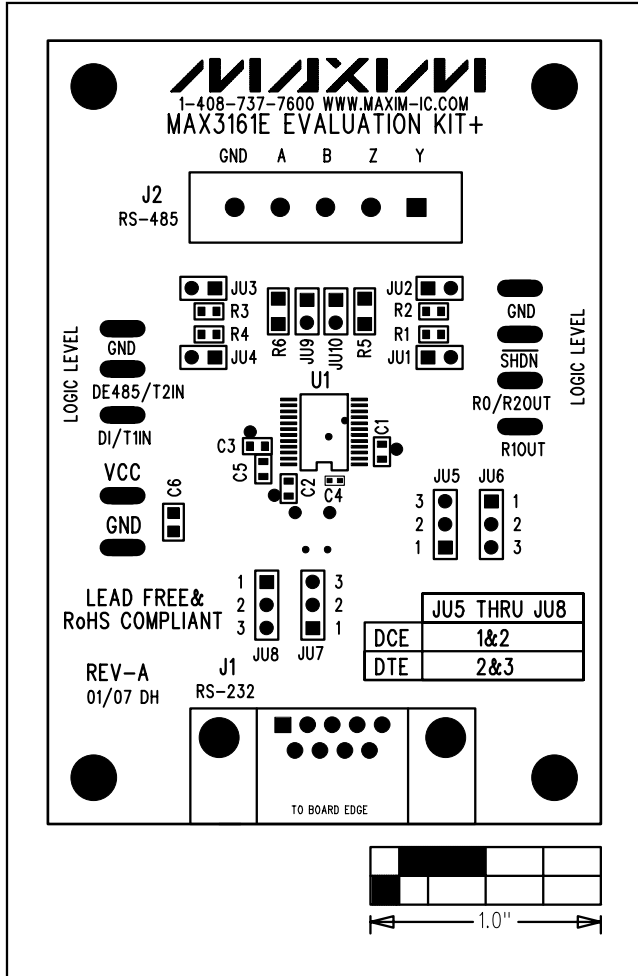 MAXIM
1-408-737-7600 WWW.MAXIM-IC.COM
MAX3161E EVALUATION KIT+
GND A B Z Y
J2
RS-485
JU3
R3
R4
JU4
R6
JU9
JU10
R5
JU2
R2
R1
JU1
LOGIC LEVEL
GND
DE485/T2IN
DI/T1IN
VCC
GND
C6
GND
SHDN
RO/R2OUT
R1OUT
LOGIC LEVEL
U1
C3
C5
C2
C4
C1
JU5 JU6
3 1
2 2
1 3
LEAD FREE&
RoHS COMPLIANT
1 3
2 2
3 1
JU8 JU7
JU5 THRU JU8
DCE 1&2
DTE 2&3
REV-A
01/07 DH
J1
RS-232
TO BOARD EDGE
1.0"